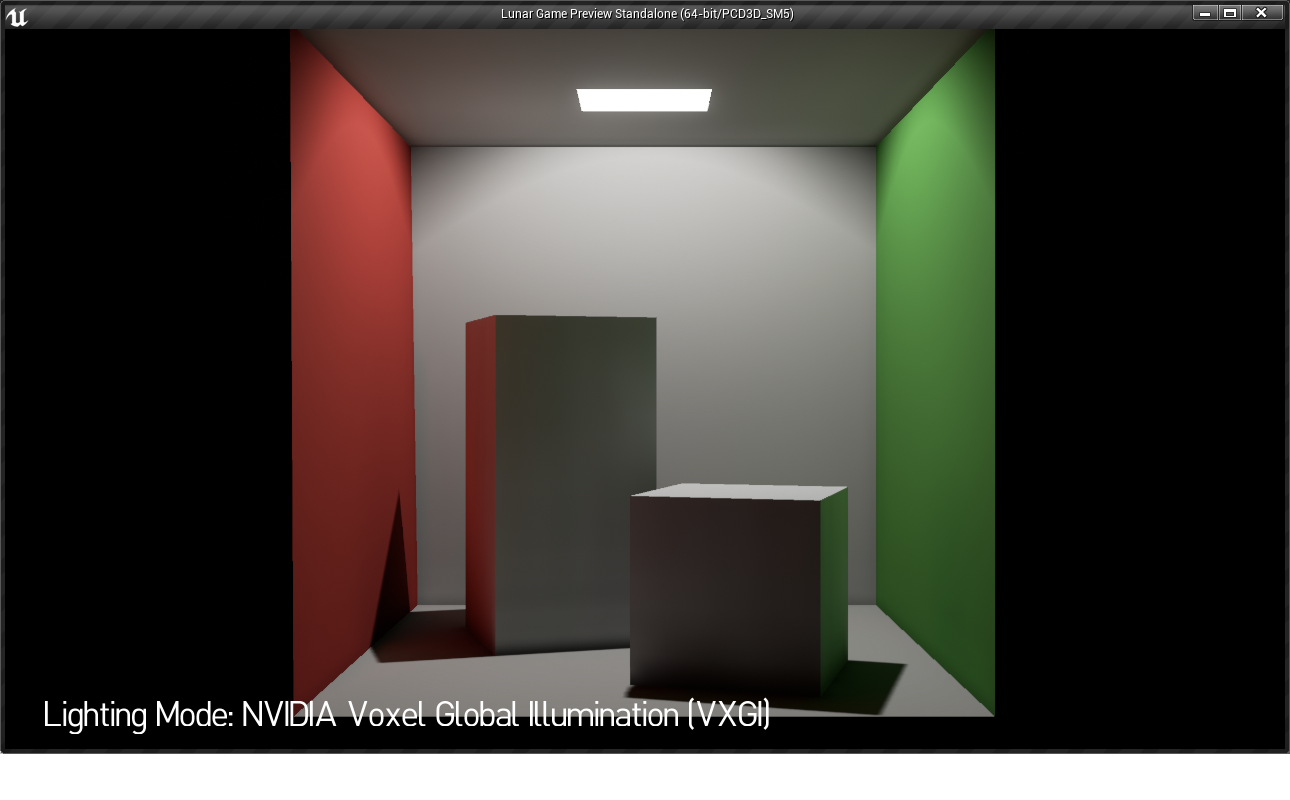 Lunar Game Preview Standalone (64-bit/PCD3D_SM5)
Lighting Mode: NVIDIA Voxel Global Illumination (VXGI)